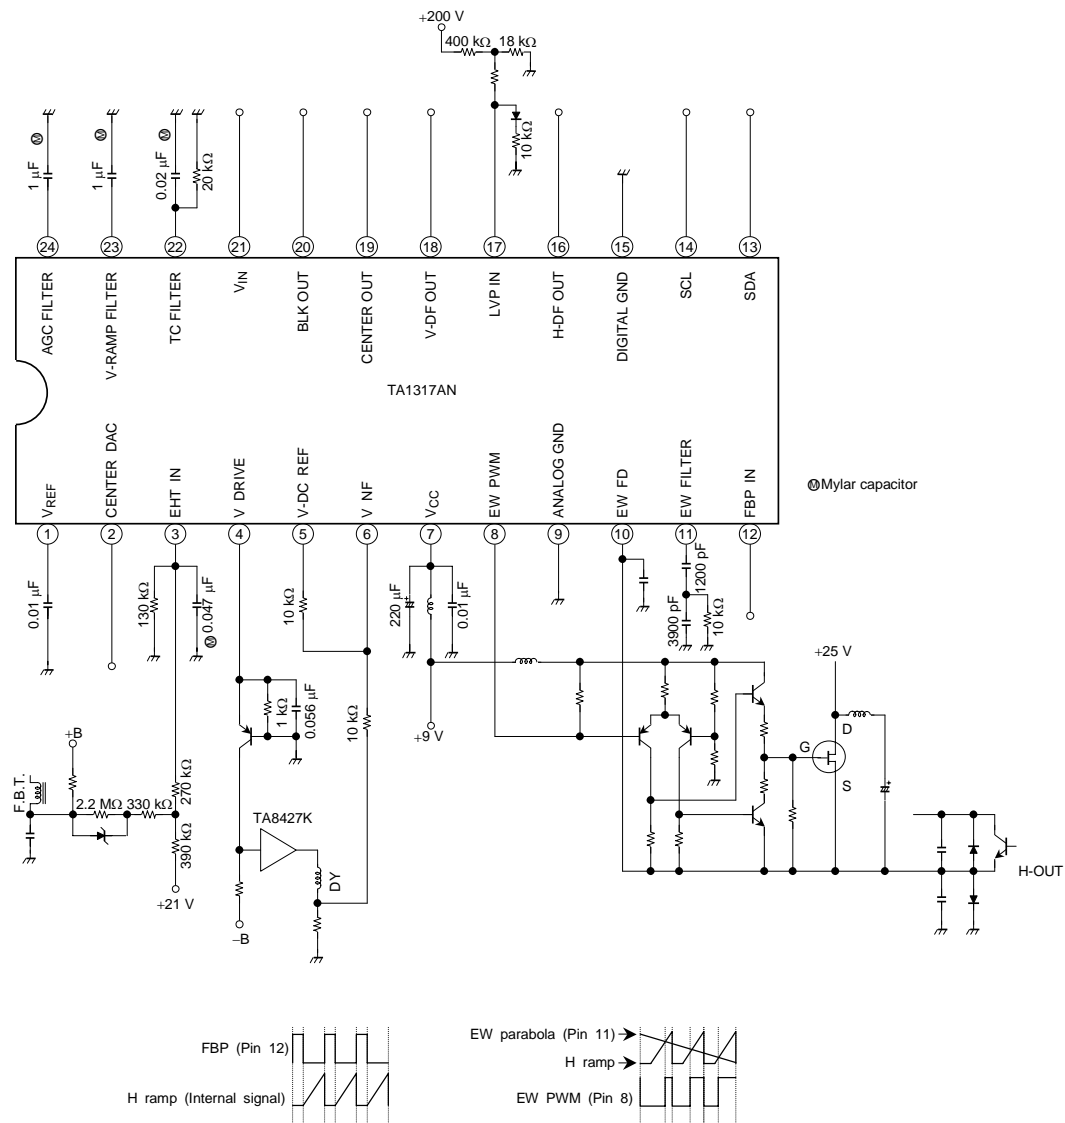 +200 V
400 kΩ 18 kΩ
10 kΩ
1 μF M
1 μF M
0.02 μF M
20 kΩ
24 23 22 21 20 19 18 17 16 15 14 13
AGC FILTER
V-RAMP FILTER
TC FILTER
VIN
BLK OUT
CENTER OUT
V-DF OUT
LVP IN
H-DF OUT
DIGITAL GND
SCL
SDA
TA1317AN
VREF
CENTER DAC
EHT IN
V DRIVE
V-DC REF
V NF
VCC
EW PWM
ANALOG GND
EW FD
EW FILTER
FBP IN
M Mylar capacitor
1 2 3 4 5 6 7 8 9 10 11 12
0.01 μF
130 kΩ
M 0.047 μF
10 kΩ
220 μF
+
0.01 μF
1200 pF
3900 pF
10 kΩ
1 kΩ
0.056 μF
10 kΩ
+9 V
+25 V
D
G
S
+
+B
F.B.T.
2.2 MΩ 330 kΩ
270 kΩ
390 kΩ
+21 V
TA8427K
DY
−B
H-OUT
FBP (Pin 12)
H ramp (Internal signal)
EW parabola (Pin 11)
H ramp
EW PWM (Pin 8)